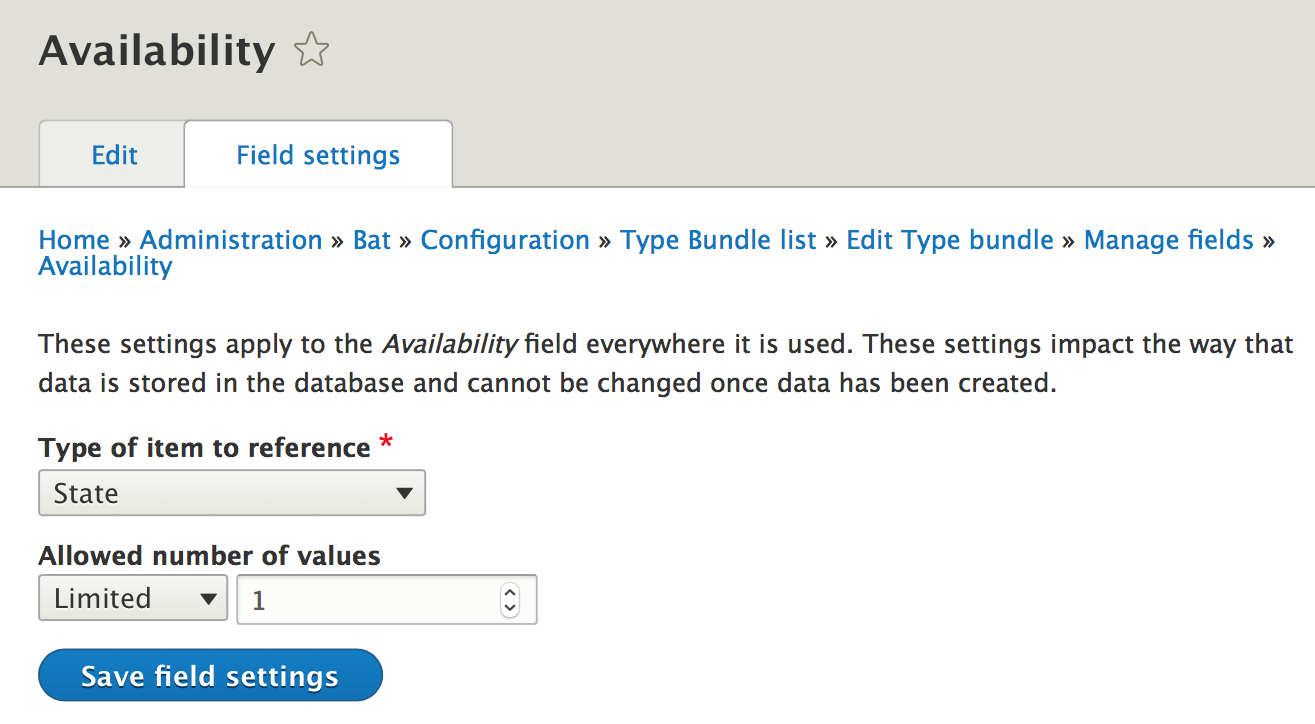 Availability
Edit
Field settings
Home » Administration » Bat » Configuration » Type Bundle list » Edit Type bundle » Manage fields »
Availability
These settings apply to the Availability field everywhere it is used. These settings impact the way that
data is stored in the database and cannot be changed once data has been created.
Type of item to reference *
State
Allowed number of values
Limited 1
Save field settings